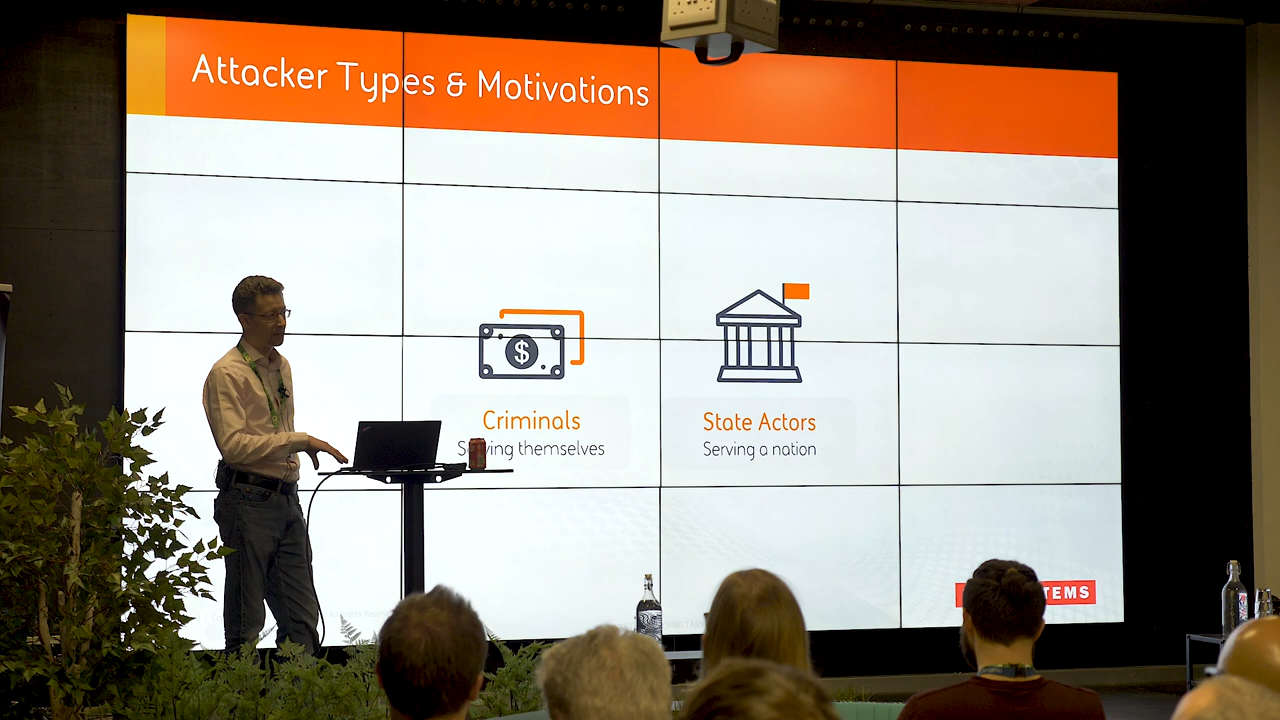 Attacker Types & Motivations
$
Criminals
State Actors
themselves
Serving a nation
TEMS